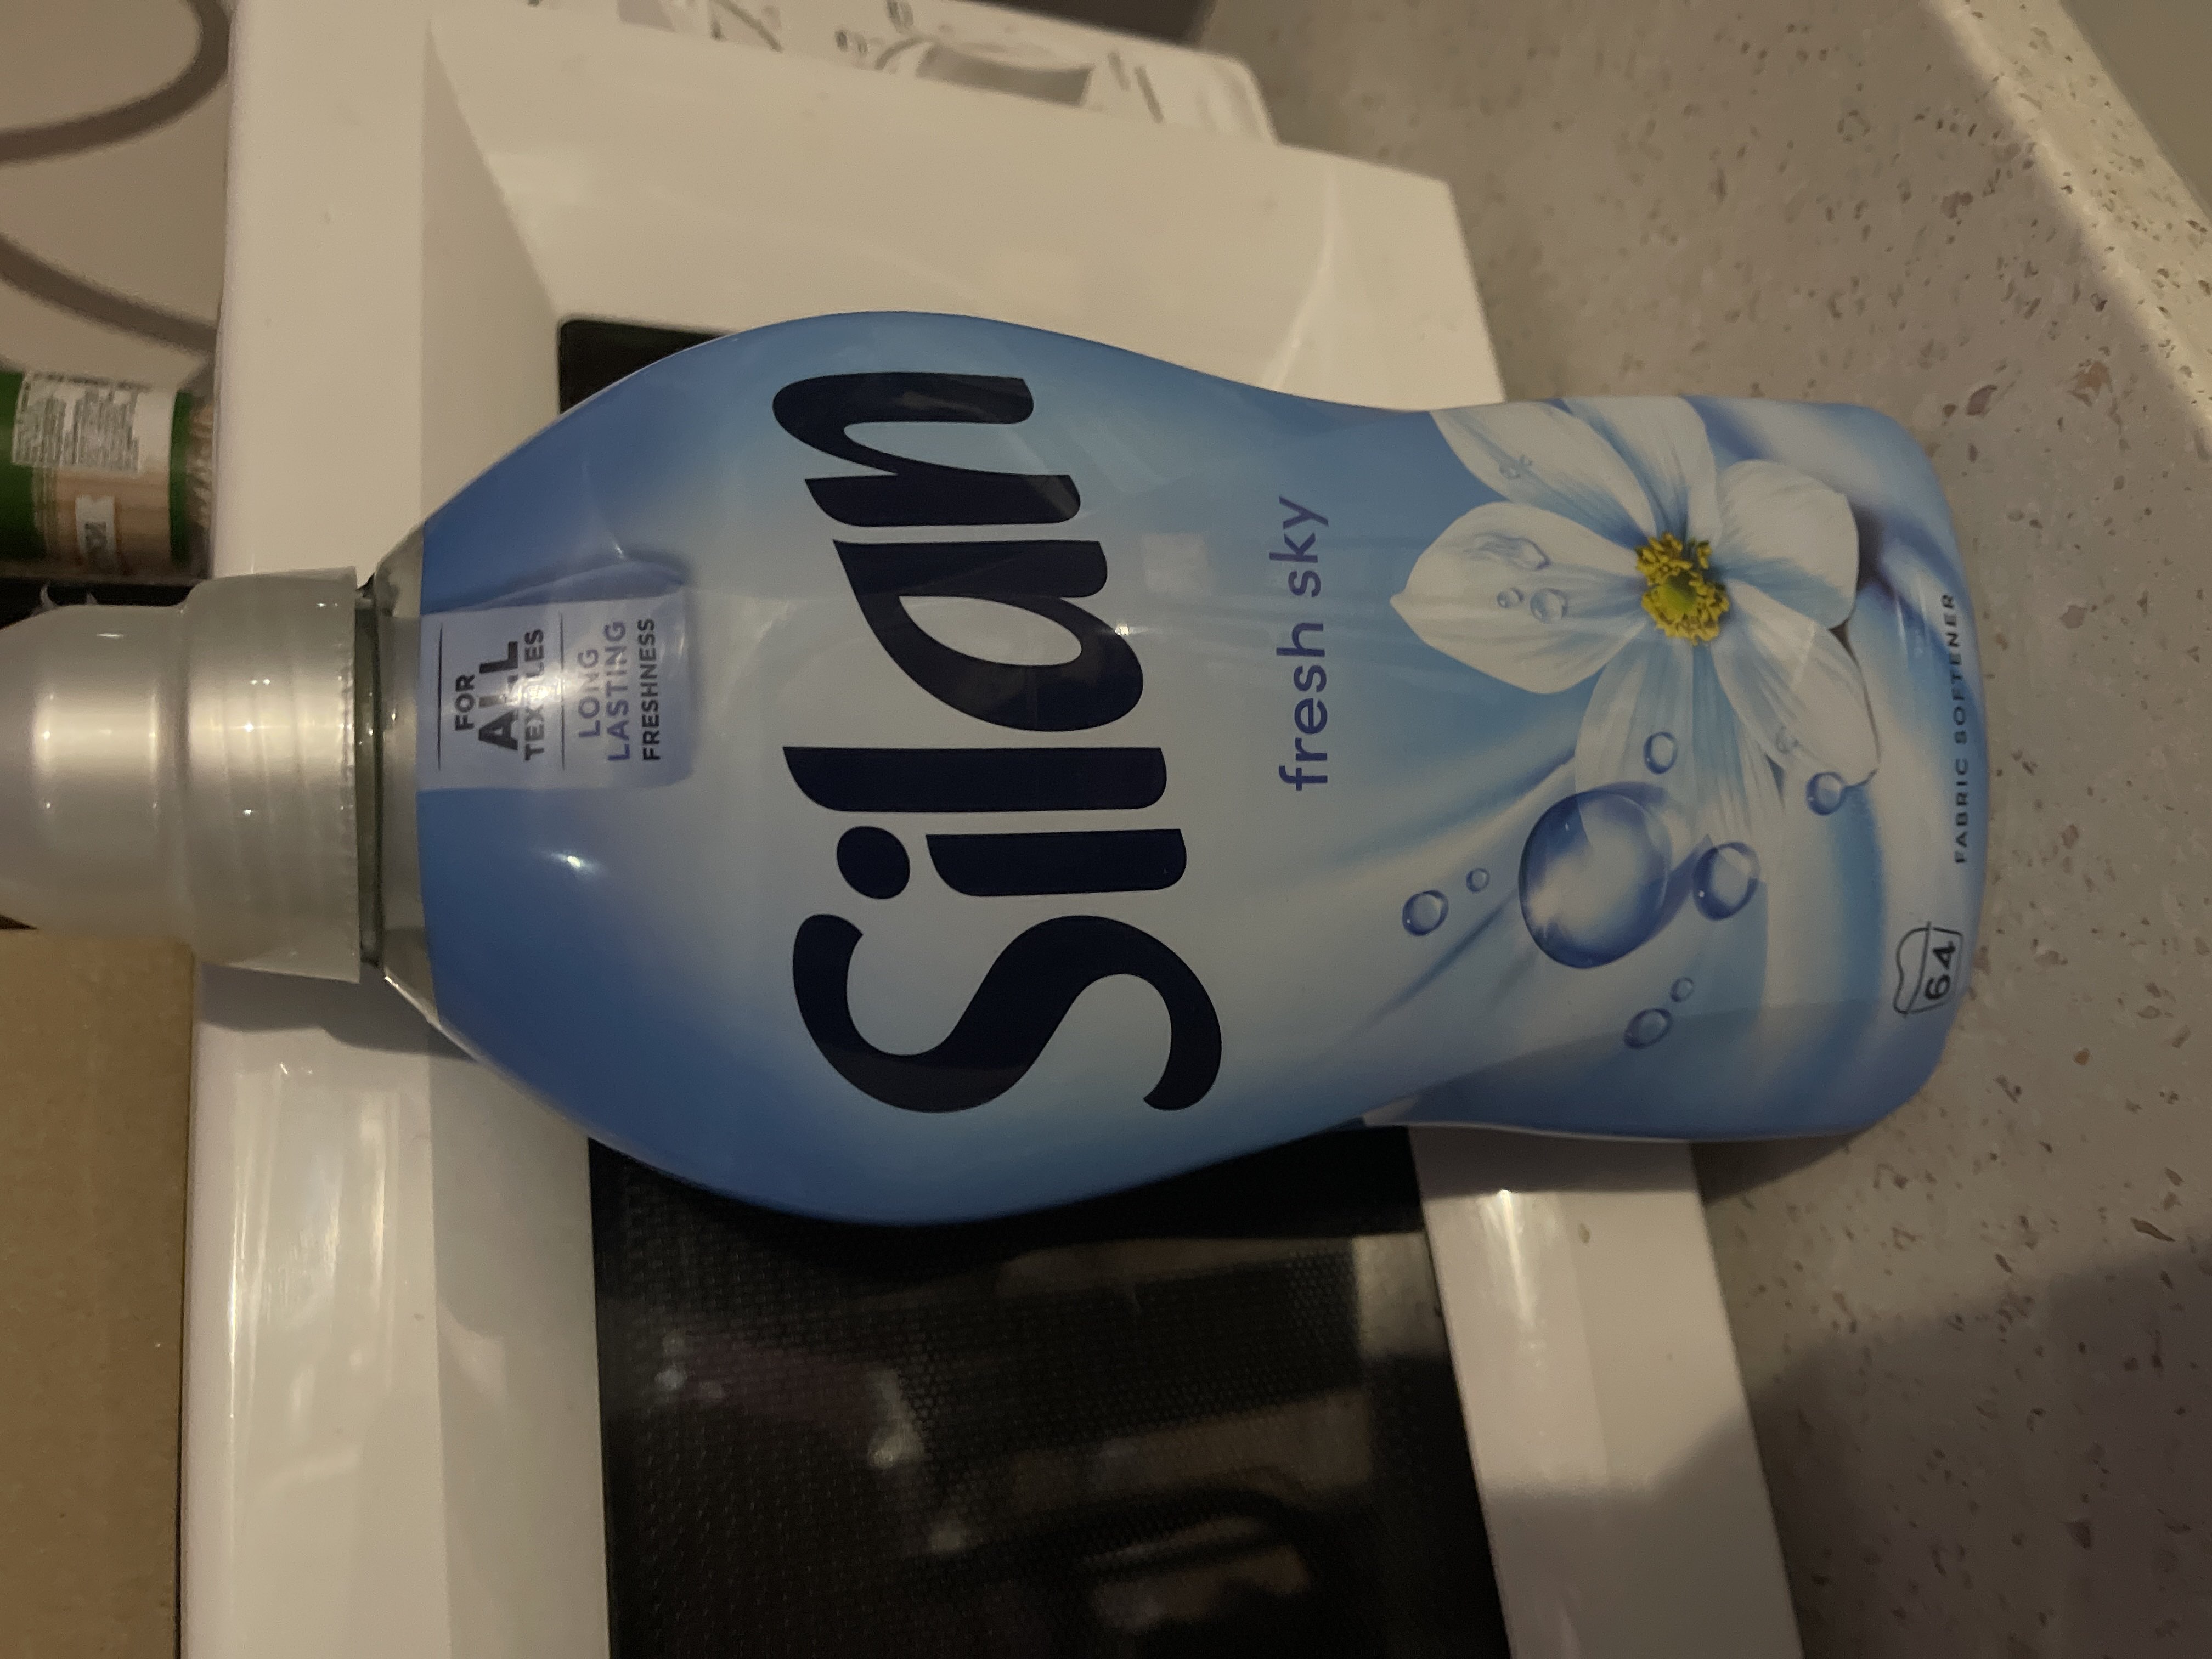 FOR
ALL
TEXTILES
LONG
LASTING
FRESHNESS
Silan
fresh sky
64
FABRIC SOFTENER